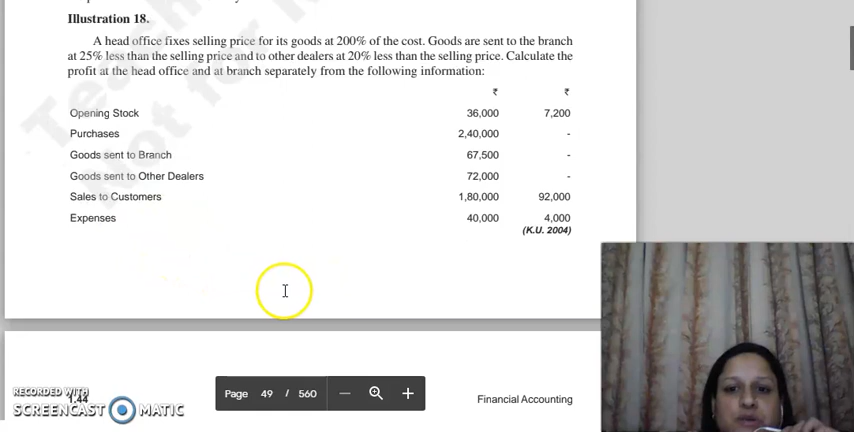 Illustration 18.
A head office fixes selling price for its goods at 200% of the cost. Goods are sent to the branch
at 25% less than the selling price and to other dealers at 20% less than the selling price. Calculate the
profit at the head office and at branch separately from the following information:
₹ ₹
Opening Stock 36,000 7,200
Purchases 2,40,000 -
Goods sent to Branch 67,500 -
Goods sent to Other Dealers 72,000 -
Sales to Customers 1,80,000 92,000
Expenses 40,000 4,000
(K.U. 2004)
Page 49 / 560 — +
1.44 Financial Accounting
RECORDED WITH
SCREENCAST MATIC